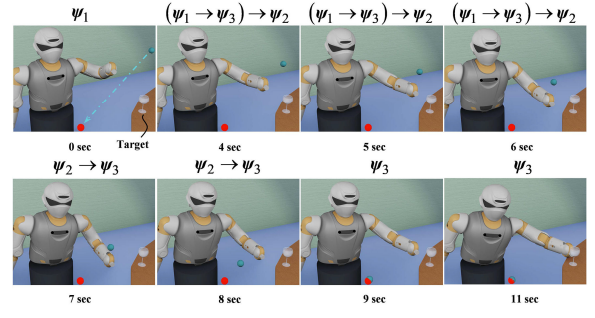 ψ₁ (ψ₁ → ψ₃) → ψ₂ (ψ₁ → ψ₃) → ψ₂ (ψ₁ → ψ₃) → ψ₂
Target
0 sec 4 sec 5 sec 6 sec
ψ₂ → ψ₃ ψ₂ → ψ₃ ψ₃ ψ₃
7 sec 8 sec 9 sec 11 sec